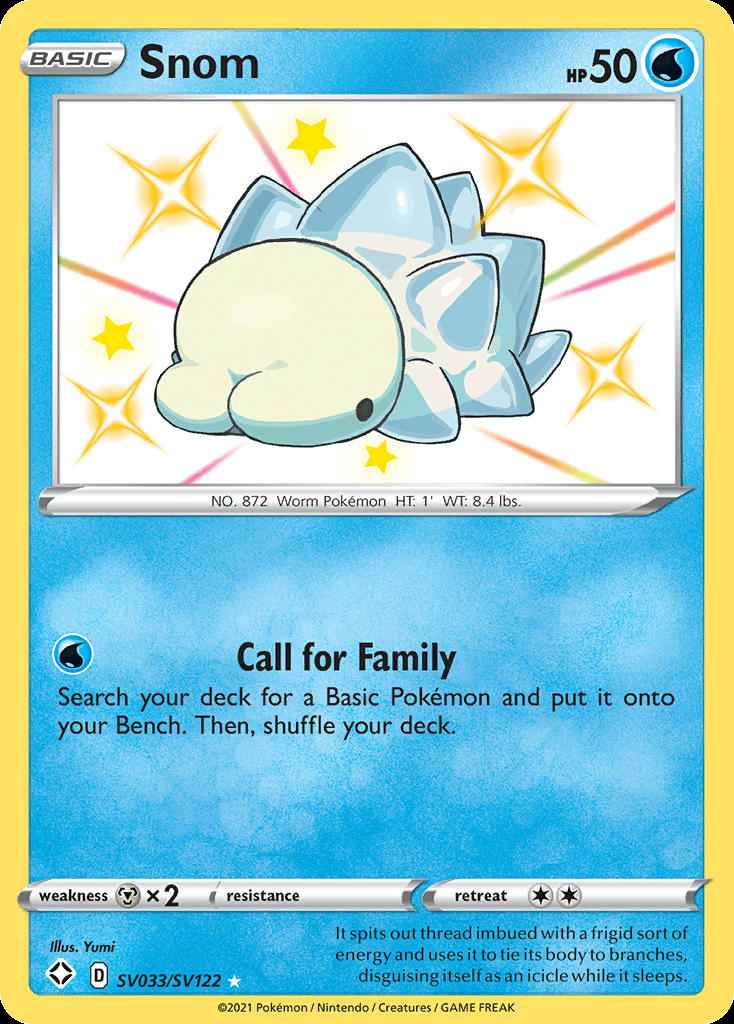 BASIC Snom HP50
NO. 872 Worm Pokémon HT: 1' WT: 8.4 lbs.
Call for Family
Search your deck for a Basic Pokémon and put it onto
your Bench. Then, shuffle your deck.
weakness ×2 resistance retreat
It spits out thread imbued with a frigid sort of
energy and uses it to tie its body to branches,
disguising itself as an icicle while it sleeps.
Illus. Yumi
D SV033/SV122
©2021 Pokémon / Nintendo / Creatures / GAME FREAK